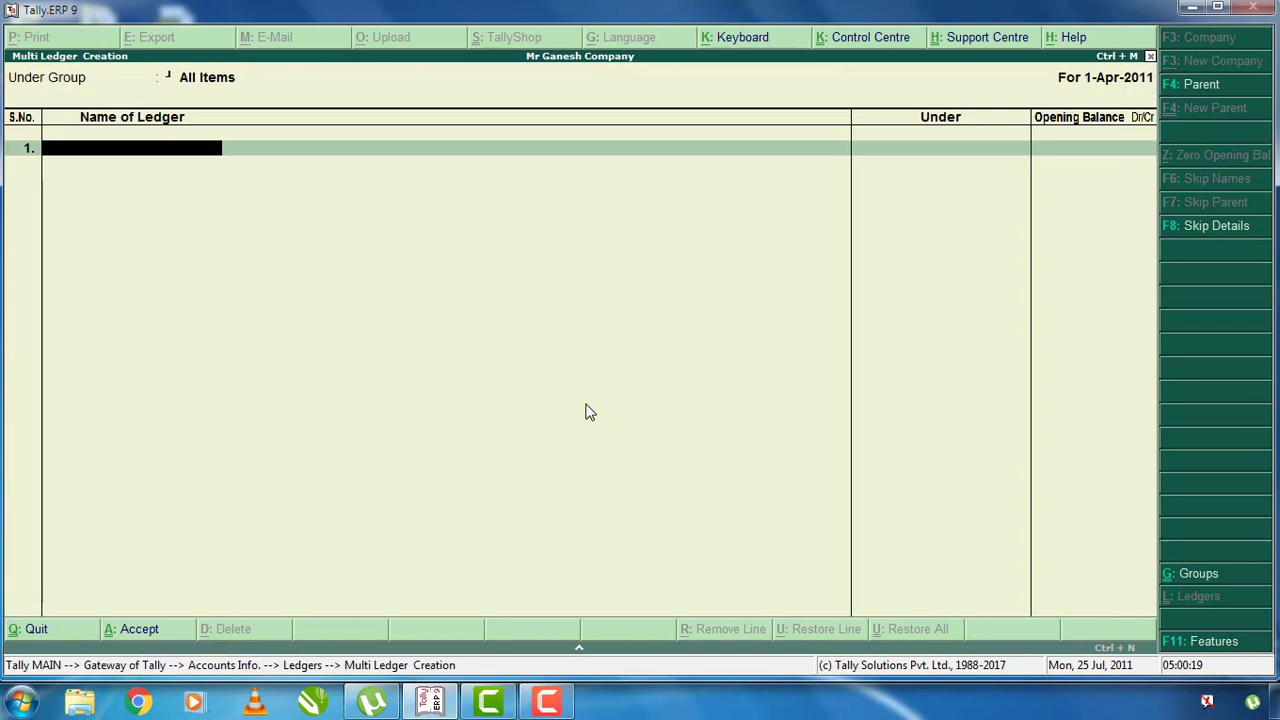 Tally.ERP 9
P: Print E: Export M: E-Mail O: Upload S: TallyShop G: Language K: Keyboard K: Control Centre H: Support Centre H: Help
Multi Ledger Creation Mr Ganesh Company Ctrl + M
Under Group : ┘ All Items For 1-Apr-2011
S.No. Name of Ledger Under Opening Balance Dr/Cr
1.
F3: Company
F3: New Company
F4: Parent
F4: New Parent
Z: Zero Opening Bal
F6: Skip Names
F7: Skip Parent
F8: Skip Details
G: Groups
L: Ledgers
F11: Features
Q: Quit A: Accept D: Delete R: Remove Line U: Restore Line U: Restore All
Ctrl + N
Tally MAIN --> Gateway of Tally --> Accounts Info. --> Ledgers --> Multi Ledger Creation (c) Tally Solutions Pvt. Ltd., 1988-2017 Mon, 25 Jul, 2011 05:00:19
Tally ERP 9